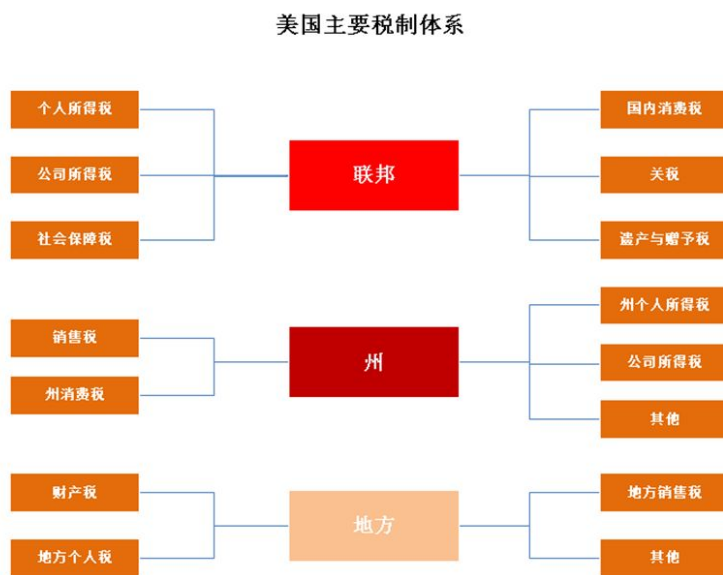 美国主要税制体系
个人所得税
公司所得税
社会保障税
联邦
国内消费税
关税
遗产与赠予税
销售税
州消费税
州
州个人所得税
公司所得税
其他
财产税
地方个人税
地方
地方销售税
其他